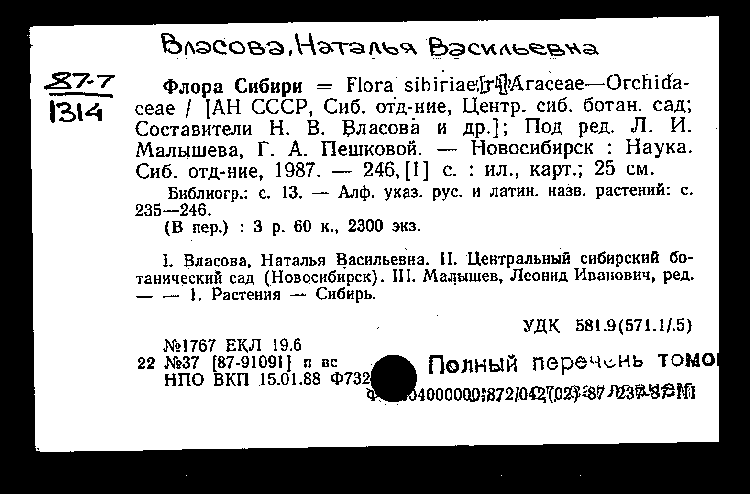 Власова, Наталья Васильевна
87-7
1314
Флора Сибири = Flora sibiriae: Araceae—Orchida-
ceae / [АН СССР, Сиб. отд-ние, Центр. сиб. ботан. сад;
Составители Н. В. Власова и др.]; Под ред. Л. И.
Малышева, Г. А. Пешковой. — Новосибирск : Наука.
Сиб. отд-ние, 1987. — 246, [1] с. : ил., карт.; 25 см.
Библиогр.: с. 13. — Алф. указ. рус. и латин. назв. растений: с.
235—246.
(В пер.) : 3 р. 60 к., 2300 экз.
I. Власова, Наталья Васильевна. II. Центральный сибирский бо-
танический сад (Новосибирск). III. Малышев, Леонид Иванович, ред.
— — 1. Растения — Сибирь.
УДК 581.9(571.1/.5)
№1767 ЕКЛ 19.6
22 №37 [87-91091] п вс
НПО ВКП 15.01.88 Ф732
Полный перечень томо